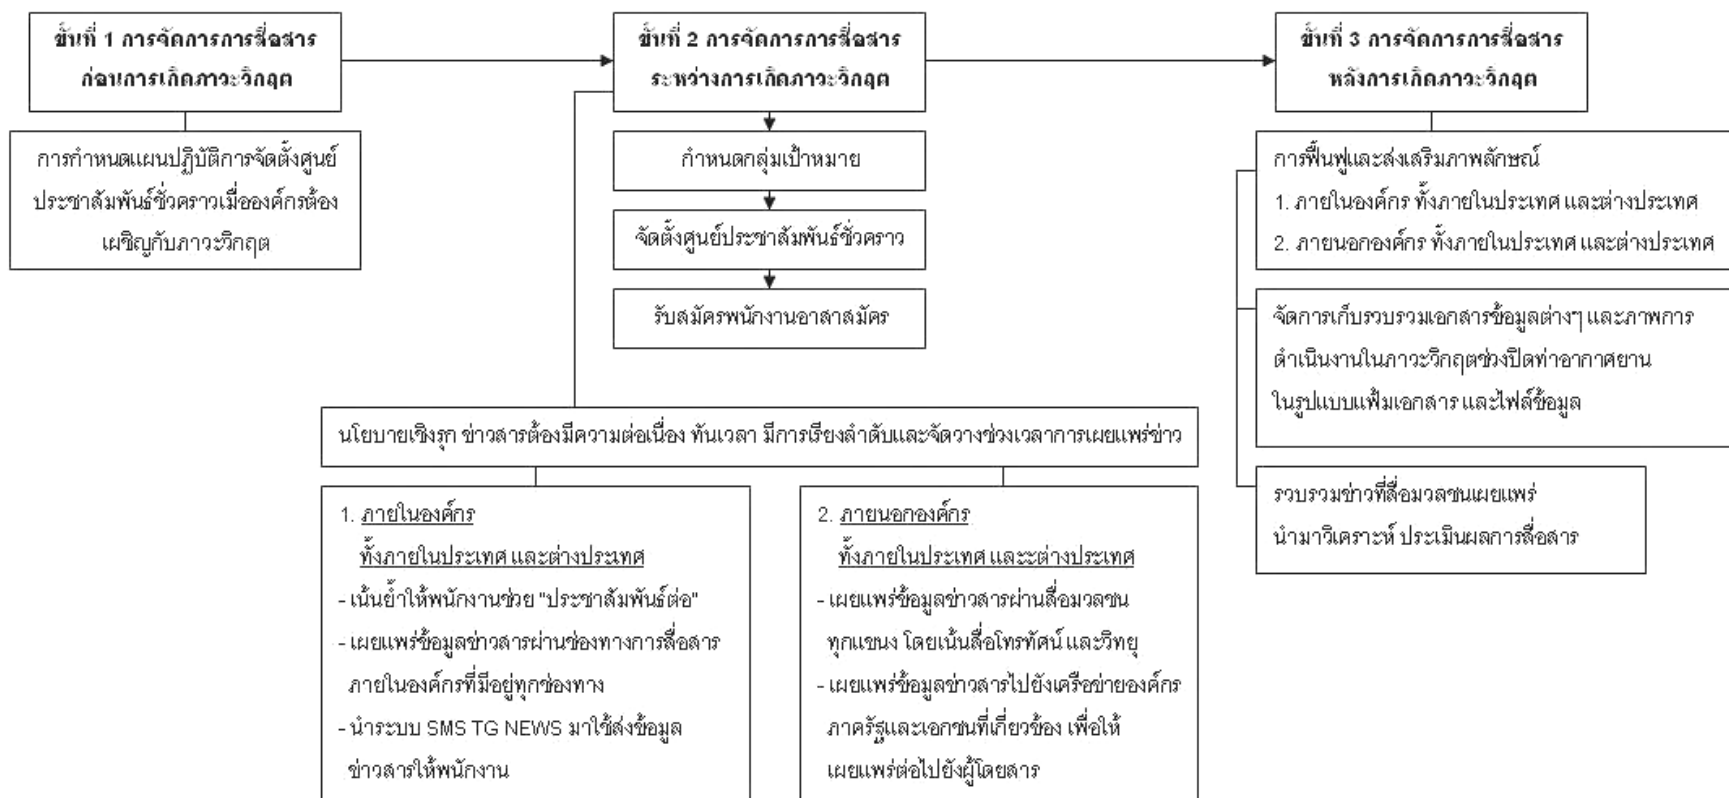 ขั้นที่ 1 การจัดการการสื่อสาร
ก่อนการเกิดภาวะวิกฤต
การกำหนดแผนปฏิบัติการจัดตั้งศูนย์
ประชาสัมพันธ์ชั่วคราวเมื่อองค์กรต้อง
เผชิญกับภาวะวิกฤต
ขั้นที่ 2 การจัดการการสื่อสาร
ระหว่างการเกิดภาวะวิกฤต
กำหนดกลุ่มเป้าหมาย
จัดตั้งศูนย์ประชาสัมพันธ์ชั่วคราว
รับสมัครพนักงานอาสาสมัคร
นโยบายเชิงรุก ข่าวสารต้องมีความต่อเนื่อง ทันเวลา มีการเรียงลำดับและจัดวางช่วงเวลาการเผยแพร่ข่าว
1. ภายในองค์กร
ทั้งภายในประเทศ และต่างประเทศ
- เน้นย้ำให้พนักงานช่วย "ประชาสัมพันธ์ต่อ"
- เผยแพร่ข้อมูลข่าวสารผ่านช่องทางการสื่อสาร
ภายในองค์กรที่มีอยู่ทุกช่องทาง
- นำระบบ SMS TG NEWS มาใช้ส่งข้อมูล
ข่าวสารให้พนักงาน
2. ภายนอกองค์กร
ทั้งภายในประเทศ และะต่างประเทศ
- เผยแพร่ข้อมูลข่าวสารผ่านสื่อมวลชน
ทุกแขนง โดยเน้นสื่อโทรทัศน์ และวิทยุ
- เผยแพร่ข้อมูลข่าวสารไปยังเครือข่ายองค์กร
ภาครัฐและเอกชนที่เกี่ยวข้อง เพื่อให้
เผยแพร่ต่อไปยังผู้โดยสาร
ขั้นที่ 3 การจัดการการสื่อสาร
หลังการเกิดภาวะวิกฤต
การฟื้นฟูและส่งเสริมภาพลักษณ์
1. ภายในองค์กร ทั้งภายในประเทศ และต่างประเทศ
2. ภายนอกองค์กร ทั้งภายในประเทศ และต่างประเทศ
จัดการเก็บรวบรวมเอกสารข้อมูลต่างๆ และภาพการ
ดำเนินงานในภาวะวิกฤตช่วงปิดท่าอากาศยาน
ในรูปแบบแฟ้มเอกสาร และไฟล์ข้อมูล
รวบรวมข่าวที่สื่อมวลชนเผยแพร่
นำมาวิเคราะห์ ประเมินผลการสื่อสาร